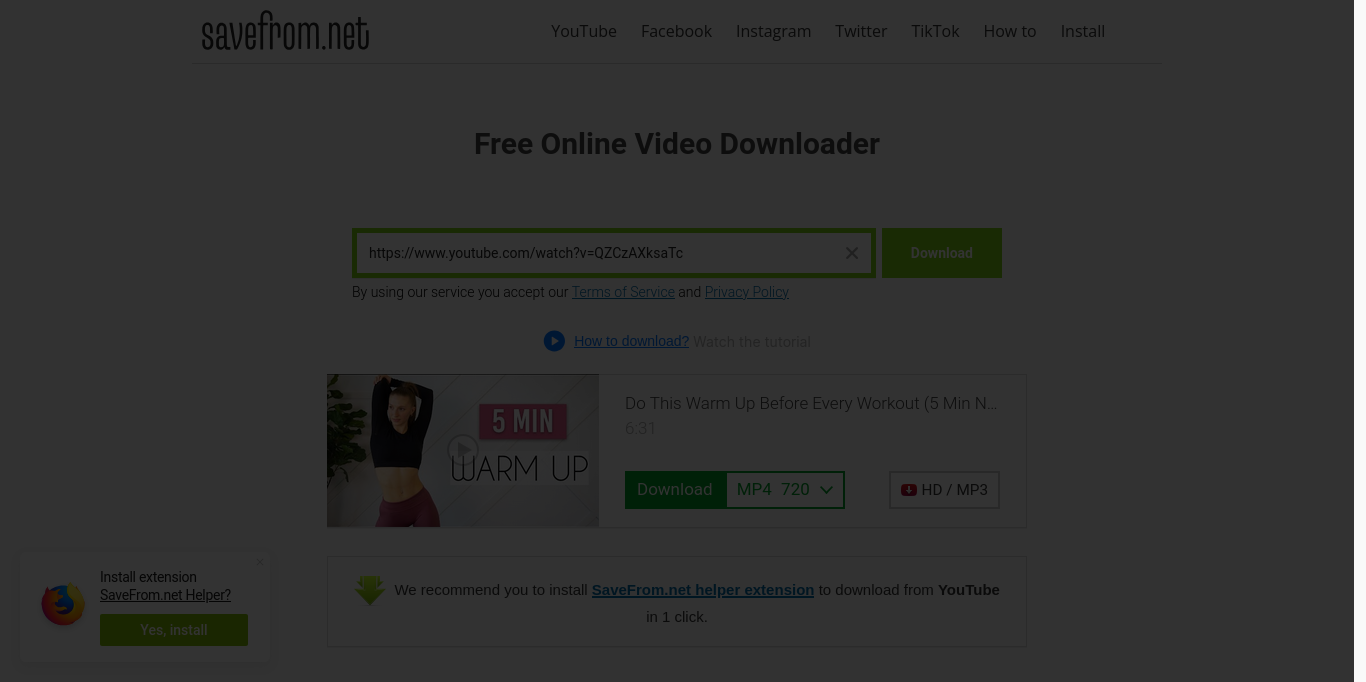 savefrom.net
YouTube Facebook Instagram Twitter TikTok How to Install
Free Online Video Downloader
https://www.youtube.com/watch?v=QZCzAXksaTc
Download
By using our service you accept our Terms of Service and Privacy Policy
How to download? Watch the tutorial
5 MIN
WARM UP
Do This Warm Up Before Every Workout (5 Min N...
6:31
Download MP4 720
HD / MP3
Install extension
SaveFrom.net Helper?
Yes, install
We recommend you to install SaveFrom.net helper extension to download from YouTube
in 1 click.